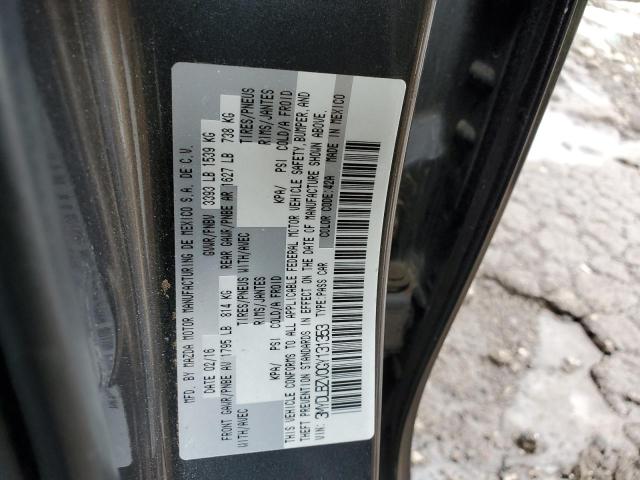 MFD. BY MAZDA MOTOR MANUFACTURING DE MEXICO S.A. DE C.V.
DATE 02/16 GVWR/PNBV 3393 LB 1539 KG
FRONT GAWR/PNBE AV 1795 LB 814 KG REAR GAWR/PNBE AR 1627 LB 738 KG
WITH/AVEC TIRES/PNEUS WITH/AVEC TIRES/PNEUS
RIMS/JANTES RIMS/JANTES
KPA/ PSI COLD/A FROID KPA/ PSI COLD/A FROID
THIS VEHICLE CONFORMS TO ALL APPLICABLE FEDERAL MOTOR VEHICLE SAFETY, BUMPER, AND
THEFT PREVENTION STANDARDS IN EFFECT ON THE DATE OF MANUFACTURE SHOWN ABOVE.
VIN: 3MYDLBZV0GY131353 TYPE:PASS CAR COLOR CODE:42A MADE IN MEXICO